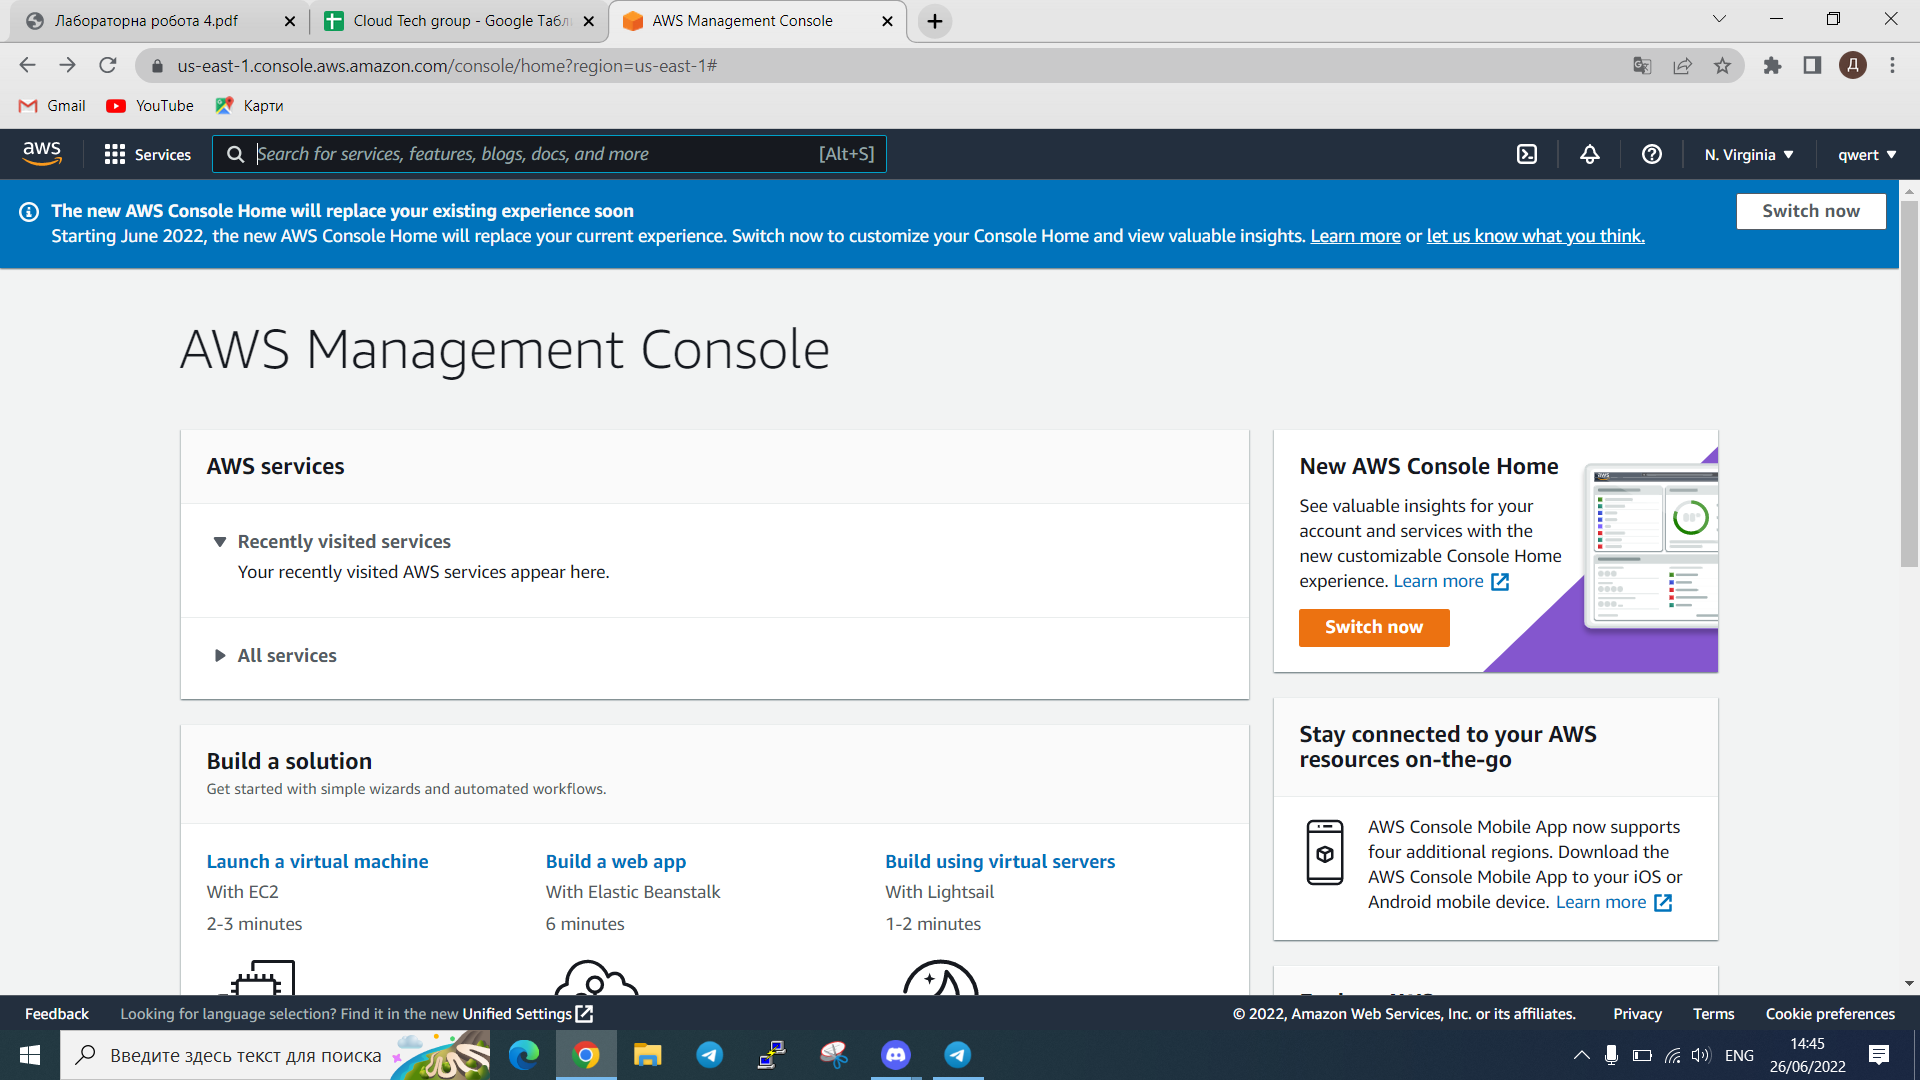 Лабораторна робота 4.pdf
Cloud Tech group - Google Табл
AWS Management Console
us-east-1.console.aws.amazon.com/console/home?region=us-east-1#
Gmail
YouTube
Карти
aws
Services
Search for services, features, blogs, docs, and more
[Alt+S]
N. Virginia
qwert
The new AWS Console Home will replace your existing experience soon
Starting June 2022, the new AWS Console Home will replace your current experience. Switch now to customize your Console Home and view valuable insights. Learn more or let us know what you think.
Switch now
AWS Management Console
AWS services
Recently visited services
Your recently visited AWS services appear here.
All services
Build a solution
Get started with simple wizards and automated workflows.
Launch a virtual machine
With EC2
2-3 minutes
Build a web app
With Elastic Beanstalk
6 minutes
Build using virtual servers
With Lightsail
1-2 minutes
New AWS Console Home
See valuable insights for your
account and services with the
new customizable Console Home
experience. Learn more
Switch now
Stay connected to your AWS
resources on-the-go
AWS Console Mobile App now supports
four additional regions. Download the
AWS Console Mobile App to your iOS or
Android mobile device. Learn more
Feedback
Looking for language selection? Find it in the new Unified Settings
© 2022, Amazon Web Services, Inc. or its affiliates.
Privacy
Terms
Cookie preferences
Введите здесь текст для поиска
ENG
14:45
26/06/2022
Д